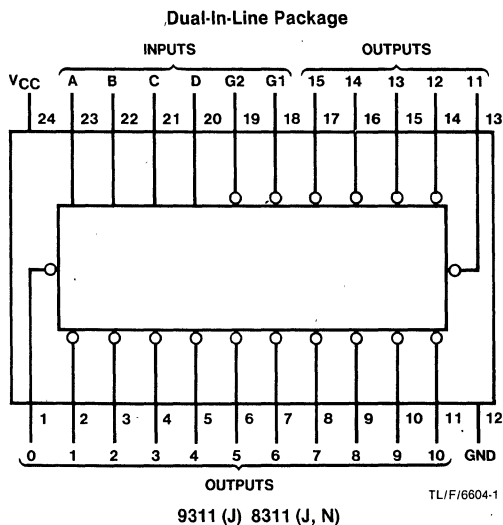 Dual-In-Line Package
INPUTS OUTPUTS
VCC A B C D G2 G1 15 14 13 12 11
24 23 22 21 20 19 18 17 16 15 14 13
1 2 3 4 5 6 7 8 9 10 11 12
0 1 2 3 4 5 6 7 8 9 10 GND
OUTPUTS
TL/F/6604-1
9311 (J) 8311 (J, N)